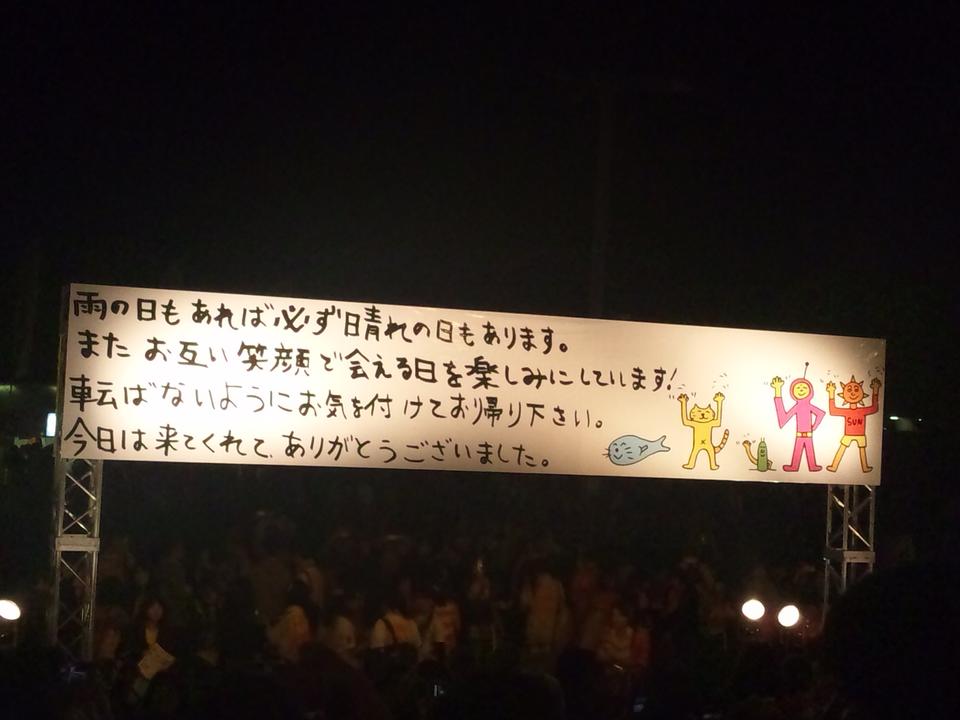 雨の日もあれば必ず晴れの日もあります。
またお互い笑顔で会える日を楽しみにしています!
転ばないようにお気を付けてお帰り下さい。
今日は来てくれて、ありがとうございました。
SUN
K